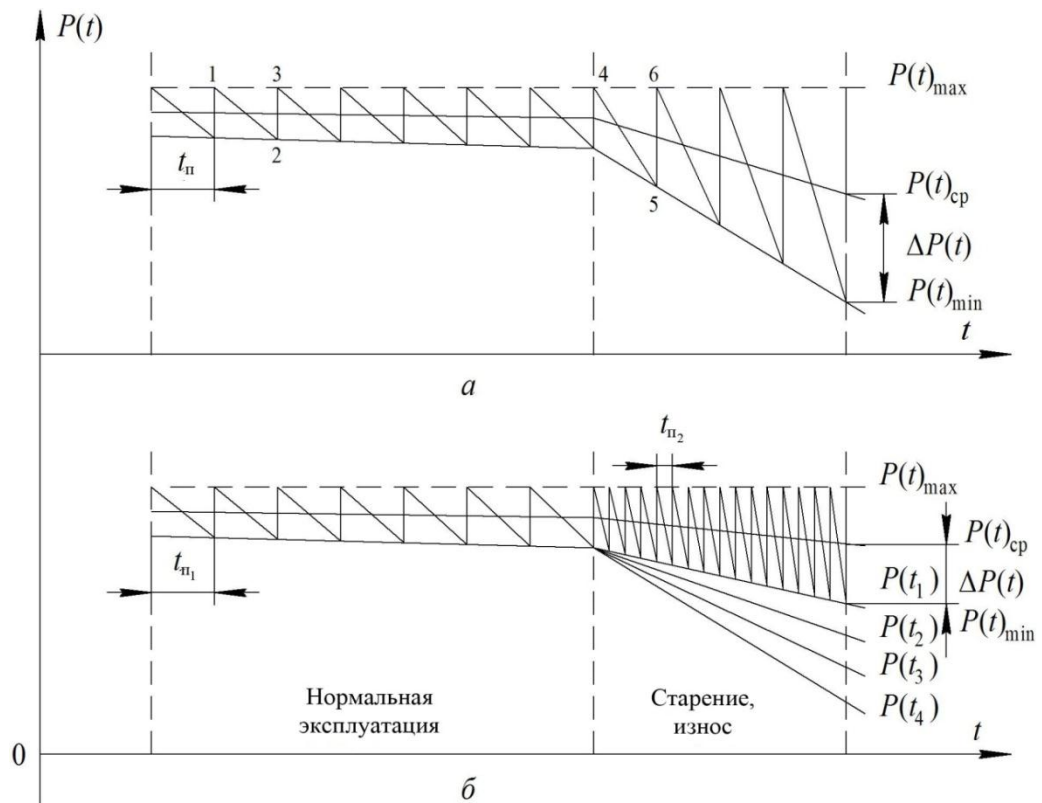 P(t)
1 3 4 6
P(t)max
2
tп
5
P(t)ср
ΔP(t)
P(t)min
t
а
tп2
P(t)max
P(t)ср
tп1
P(t1) ΔP(t)
P(t)min
P(t2)
P(t3)
P(t4)
Нормальная
эксплуатация
Старение,
износ
t
0
б